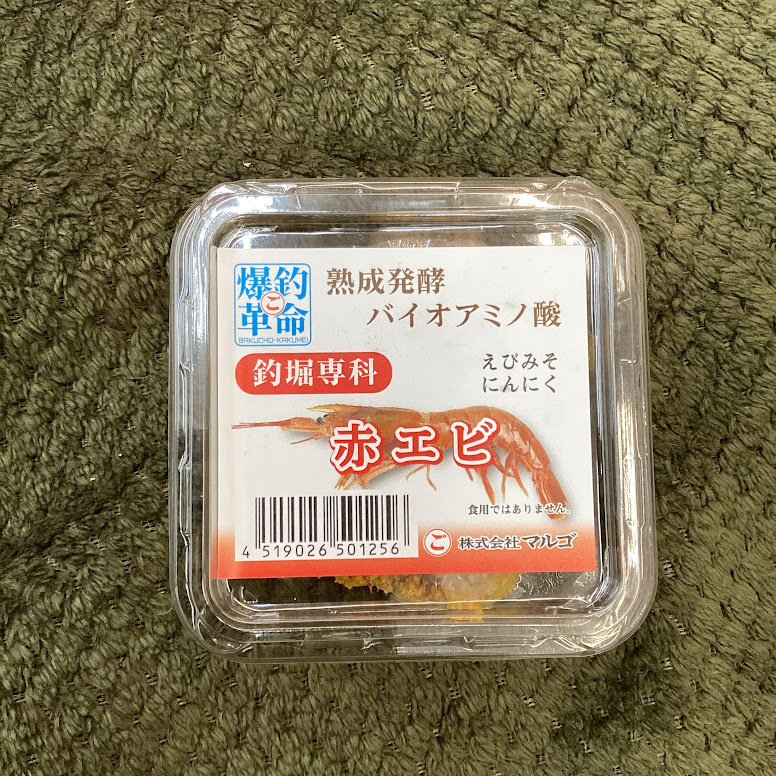 爆釣
ご
革命
BAKUCHO-KAKUMEI
熟成発酵
バイオアミノ酸
釣堀専科
えびみそ
にんにく
赤エビ
食用ではありません。
4 519026 501256
ご 株式会社 マルゴ